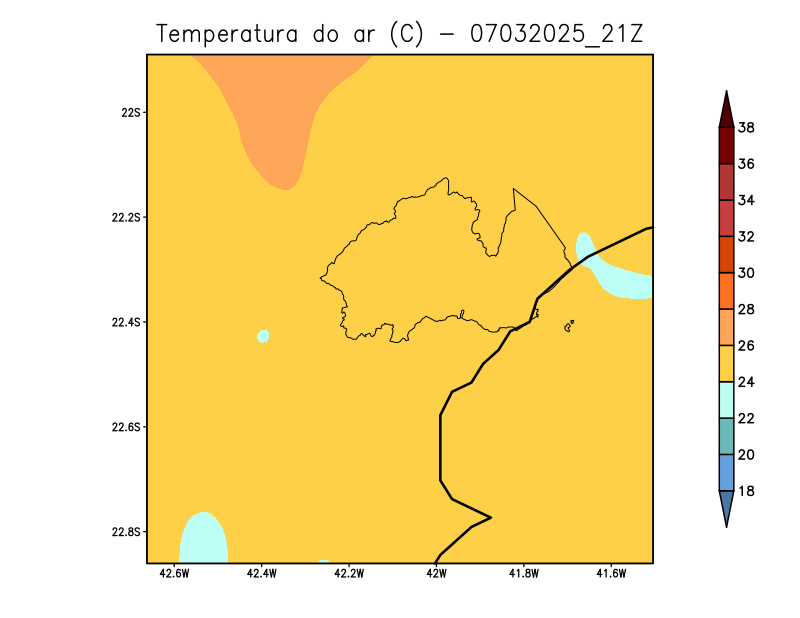 Temperatura do ar (C) - 07032025_21Z
22S
22.2S
22.4S
22.6S
22.8S
42.6W
42.4W
42.2W
42W
41.8W
41.6W
38
36
34
32
30
28
26
24
22
20
18